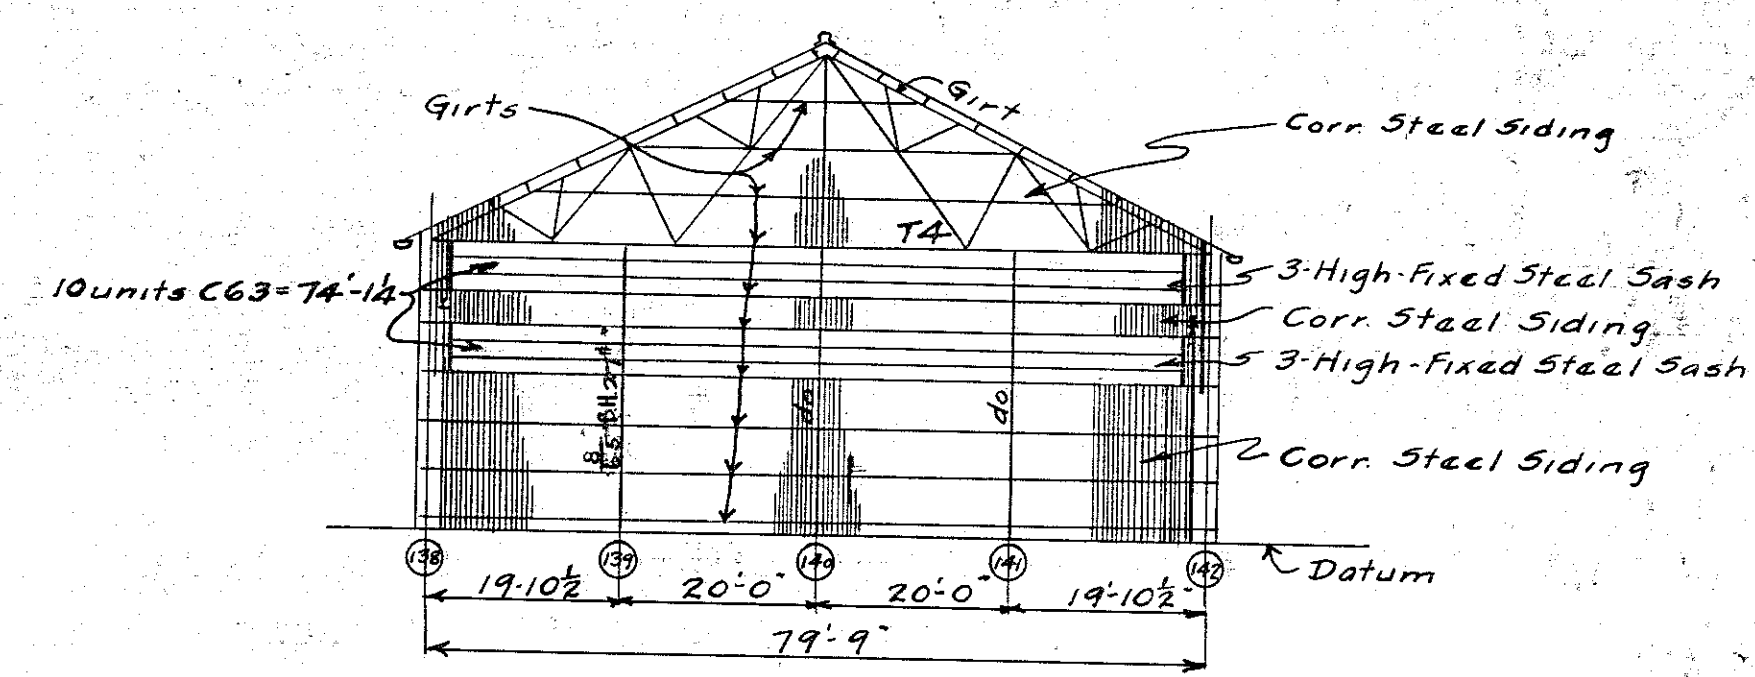 Girts
Girt
Corr. Steel Siding
T4
10 units C63 = 74'-1¼
3-High-Fixed Steel Sash
Corr. Steel Siding
3-High-Fixed Steel Sash
do
do
Corr. Steel Siding
138
139
140
141
142
Datum
19-10½
20'-0"
20'-0"
19'-10½"
79'-9"